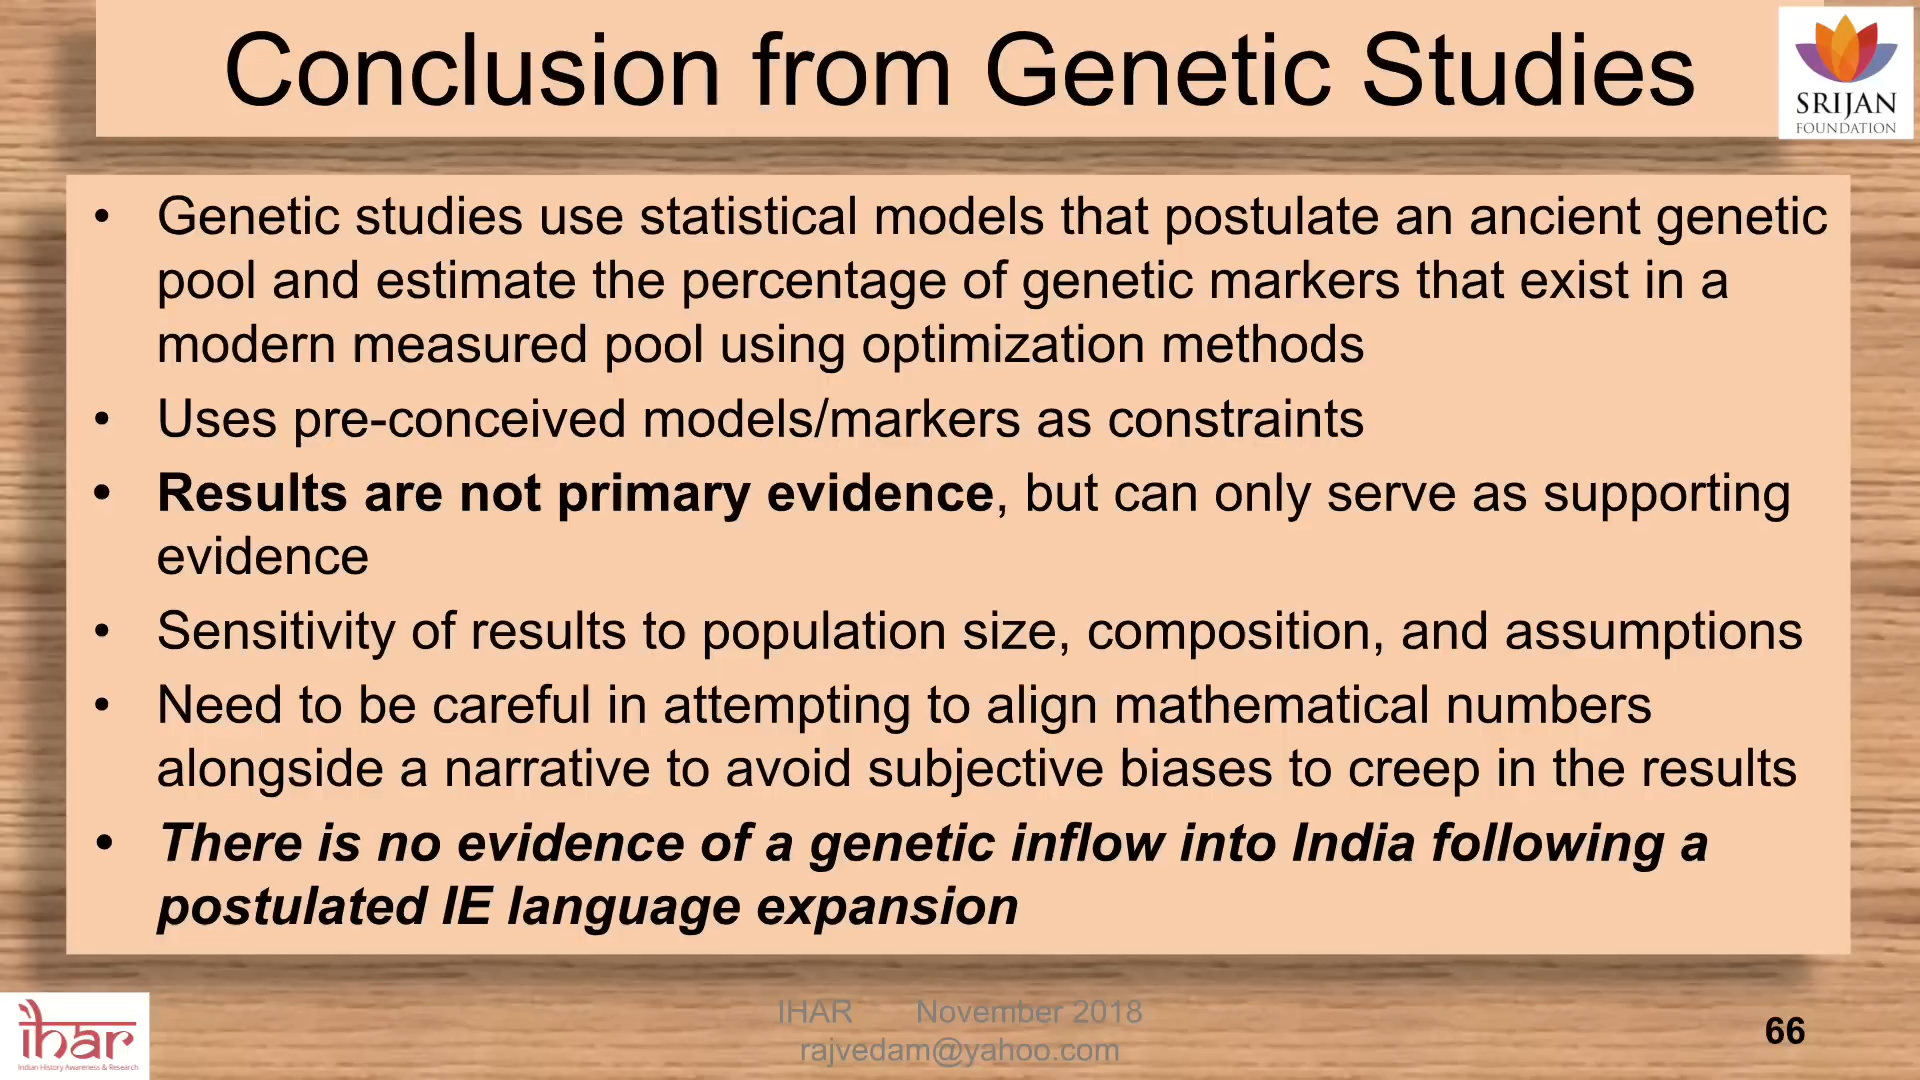 Conclusion from Genetic Studies
SRIJAN
FOUNDATION
• Genetic studies use statistical models that postulate an ancient genetic
pool and estimate the percentage of genetic markers that exist in a
modern measured pool using optimization methods
• Uses pre-conceived models/markers as constraints
• Results are not primary evidence, but can only serve as supporting
evidence
• Sensitivity of results to population size, composition, and assumptions
• Need to be careful in attempting to align mathematical numbers
alongside a narrative to avoid subjective biases to creep in the results
• There is no evidence of a genetic inflow into India following a
postulated IE language expansion
ihar
Indian History Awareness & Research
IHAR November 2018
rajvedam@yahoo.com
66